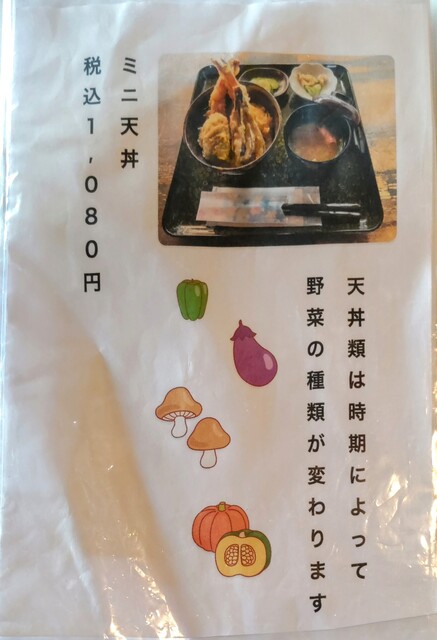 天丼類は時期によって
野菜の種類が変わります
ミニ天丼
税込1,080円